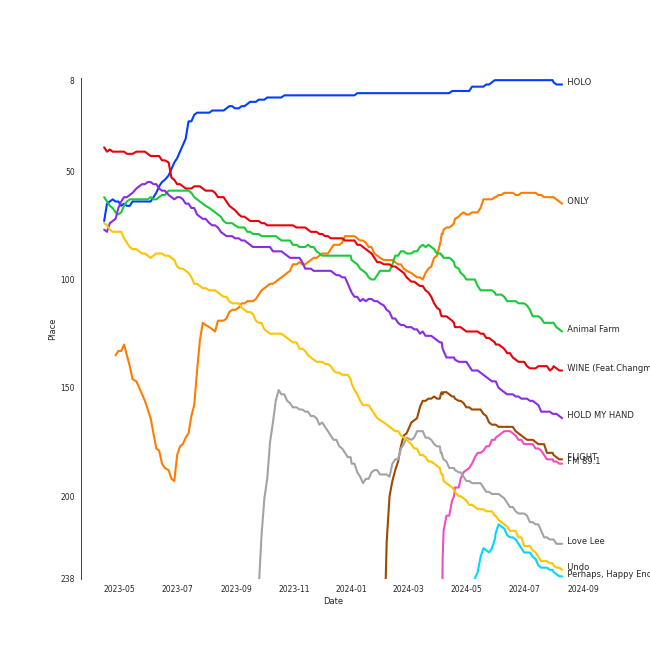 8
HOLO
50
ONLY
100
Animal Farm
WINE (Feat.Changm
150
HOLD MY HAND
FLIGHT
FM 89.1
200
Love Lee
Undo
Perhaps, Happy End
238
Place
2023-05
2023-07
2023-09
2023-11
2024-01
2024-03
2024-05
2024-07
2024-09
Date